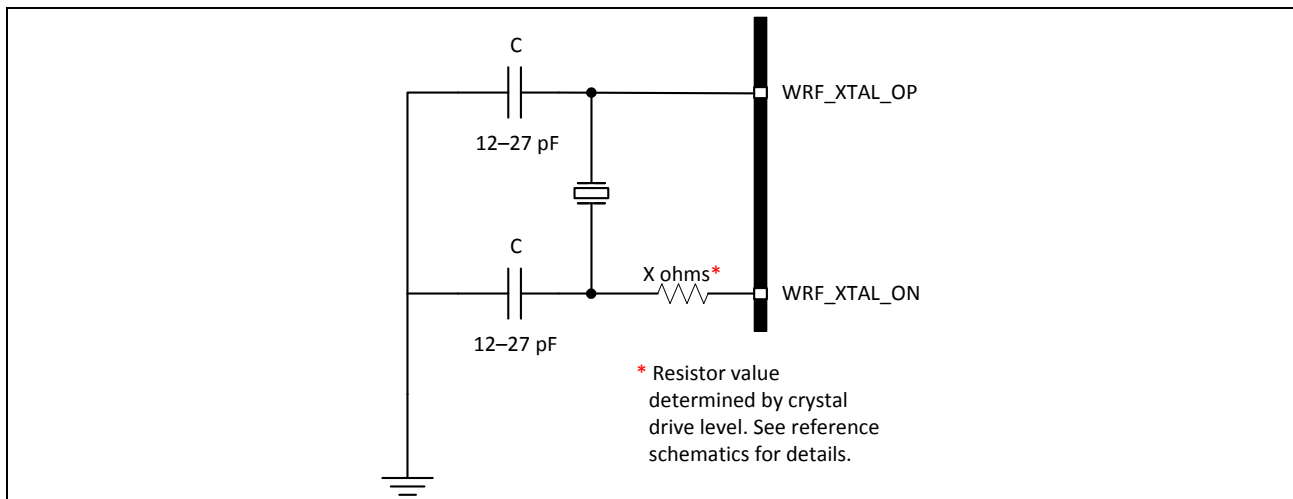 C
WRF_XTAL_OP
12–27 pF
C
X ohms*
WRF_XTAL_ON
12–27 pF
* Resistor value
determined by crystal
drive level. See reference
schematics for details.